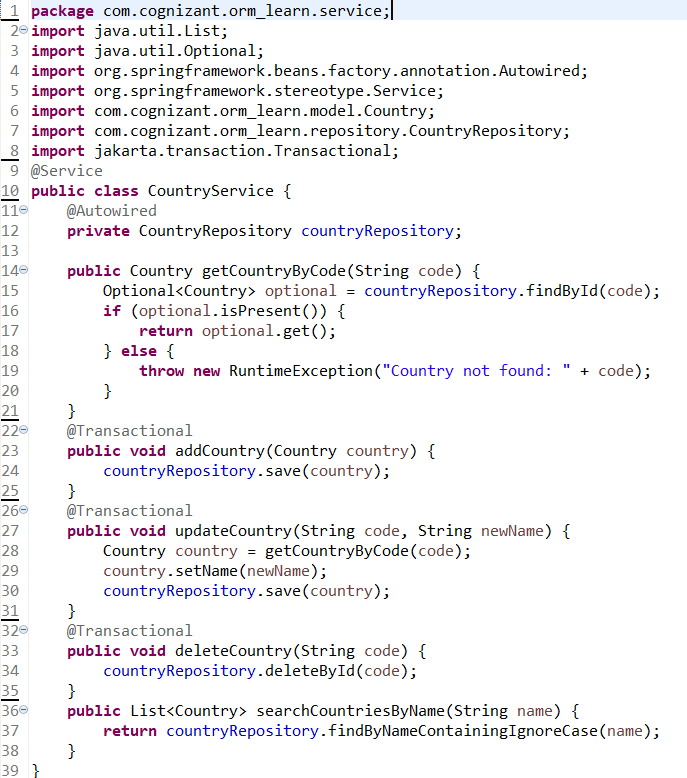 1 package com.cognizant.orm_learn.service;
2 import java.util.List;
3 import java.util.Optional;
4 import org.springframework.beans.factory.annotation.Autowired;
5 import org.springframework.stereotype.Service;
6 import com.cognizant.orm_learn.model.Country;
7 import com.cognizant.orm_learn.repository.CountryRepository;
8 import jakarta.transaction.Transactional;
9 @Service
10 public class CountryService {
11     @Autowired
12     private CountryRepository countryRepository;
13
14     public Country getCountryByCode(String code) {
15         Optional<Country> optional = countryRepository.findById(code);
16         if (optional.isPresent()) {
17             return optional.get();
18         } else {
19             throw new RuntimeException("Country not found: " + code);
20         }
21     }
22     @Transactional
23     public void addCountry(Country country) {
24         countryRepository.save(country);
25     }
26     @Transactional
27     public void updateCountry(String code, String newName) {
28         Country country = getCountryByCode(code);
29         country.setName(newName);
30         countryRepository.save(country);
31     }
32     @Transactional
33     public void deleteCountry(String code) {
34         countryRepository.deleteById(code);
35     }
36     public List<Country> searchCountriesByName(String name) {
37         return countryRepository.findByNameContainingIgnoreCase(name);
38     }
39 }